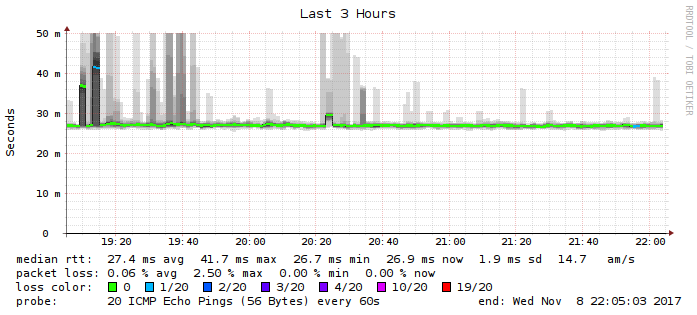 Last 3 Hours
RRDTOOL / TOBI OETIKER
Seconds
50 m
40 m
30 m
20 m
10 m
0
19:20 19:40 20:00 20:20 20:40 21:00 21:20 21:40 22:00
median rtt: 27.4 ms avg 41.7 ms max 26.7 ms min 26.9 ms now 1.9 ms sd 14.7 am/s
packet loss: 0.06 % avg 2.50 % max 0.00 % min 0.00 % now
loss color: 0 1/20 2/20 3/20 4/20 10/20 19/20
probe: 20 ICMP Echo Pings (56 Bytes) every 60s end: Wed Nov 8 22:05:03 2017